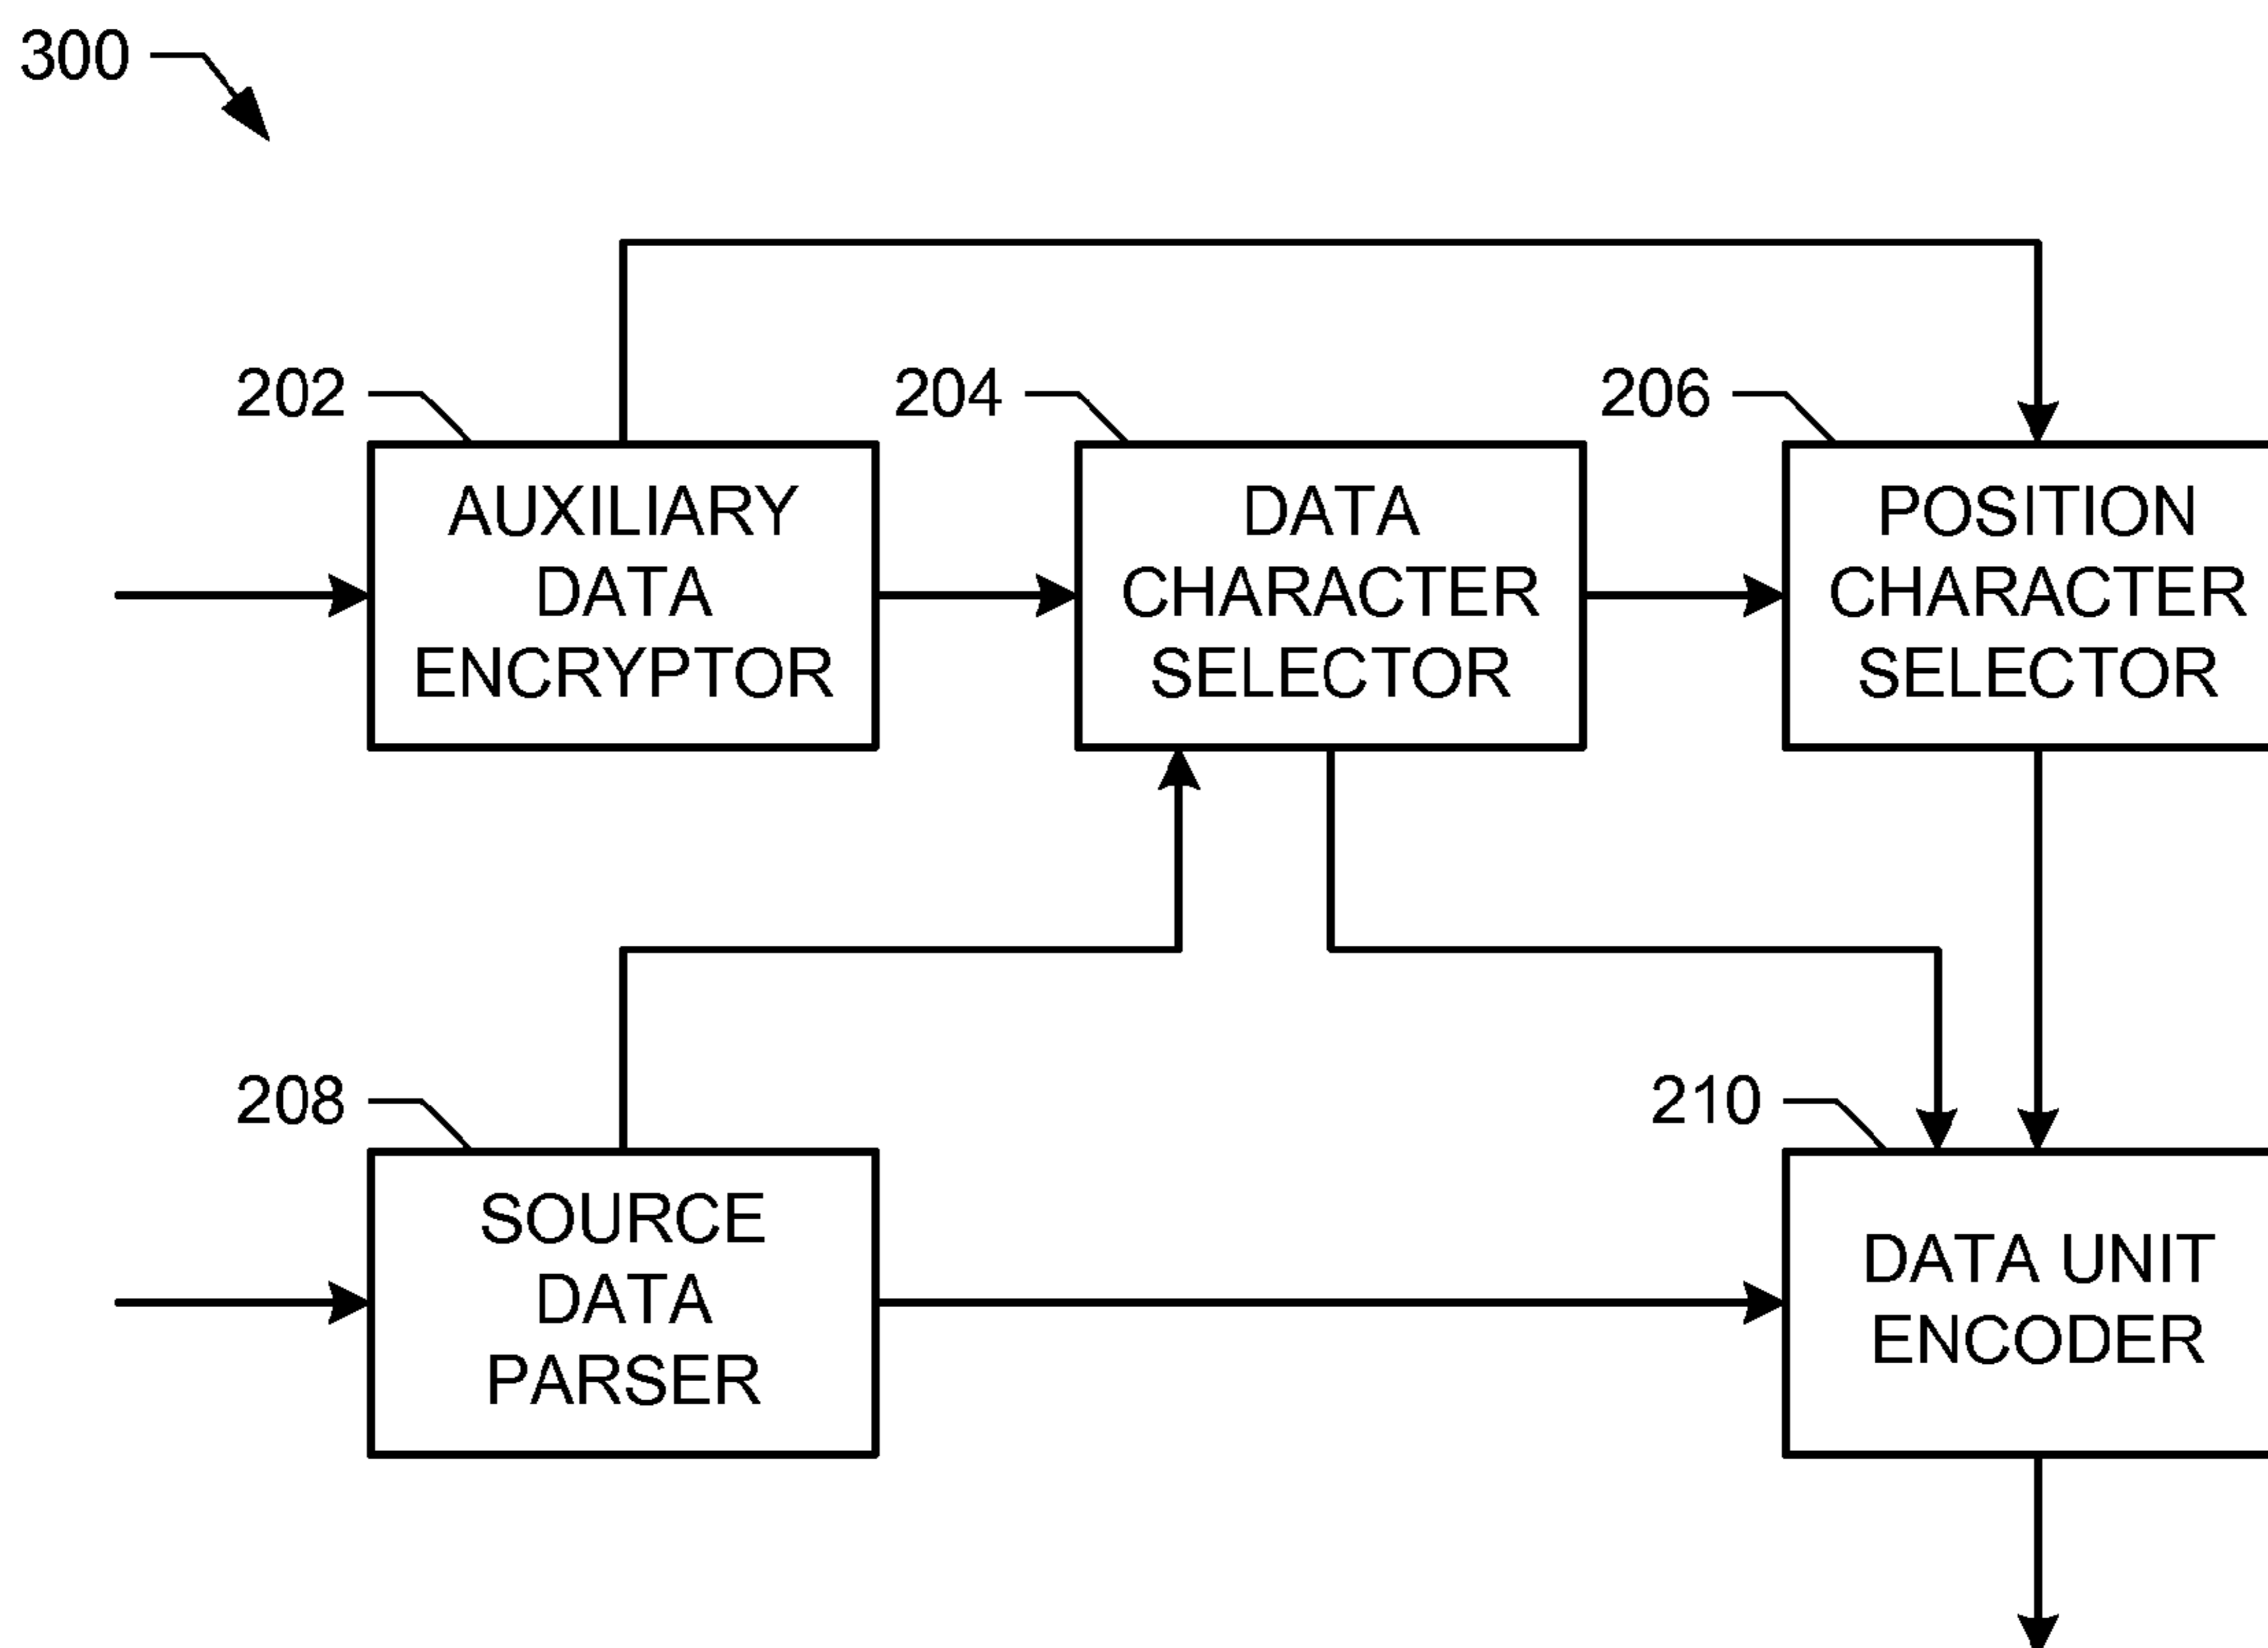 300
202
204
206
AUXILIARY
DATA
ENCRYPTOR
DATA
CHARACTER
SELECTOR
POSITION
CHARACTER
SELECTOR
208
210
SOURCE
DATA
PARSER
DATA UNIT
ENCODER